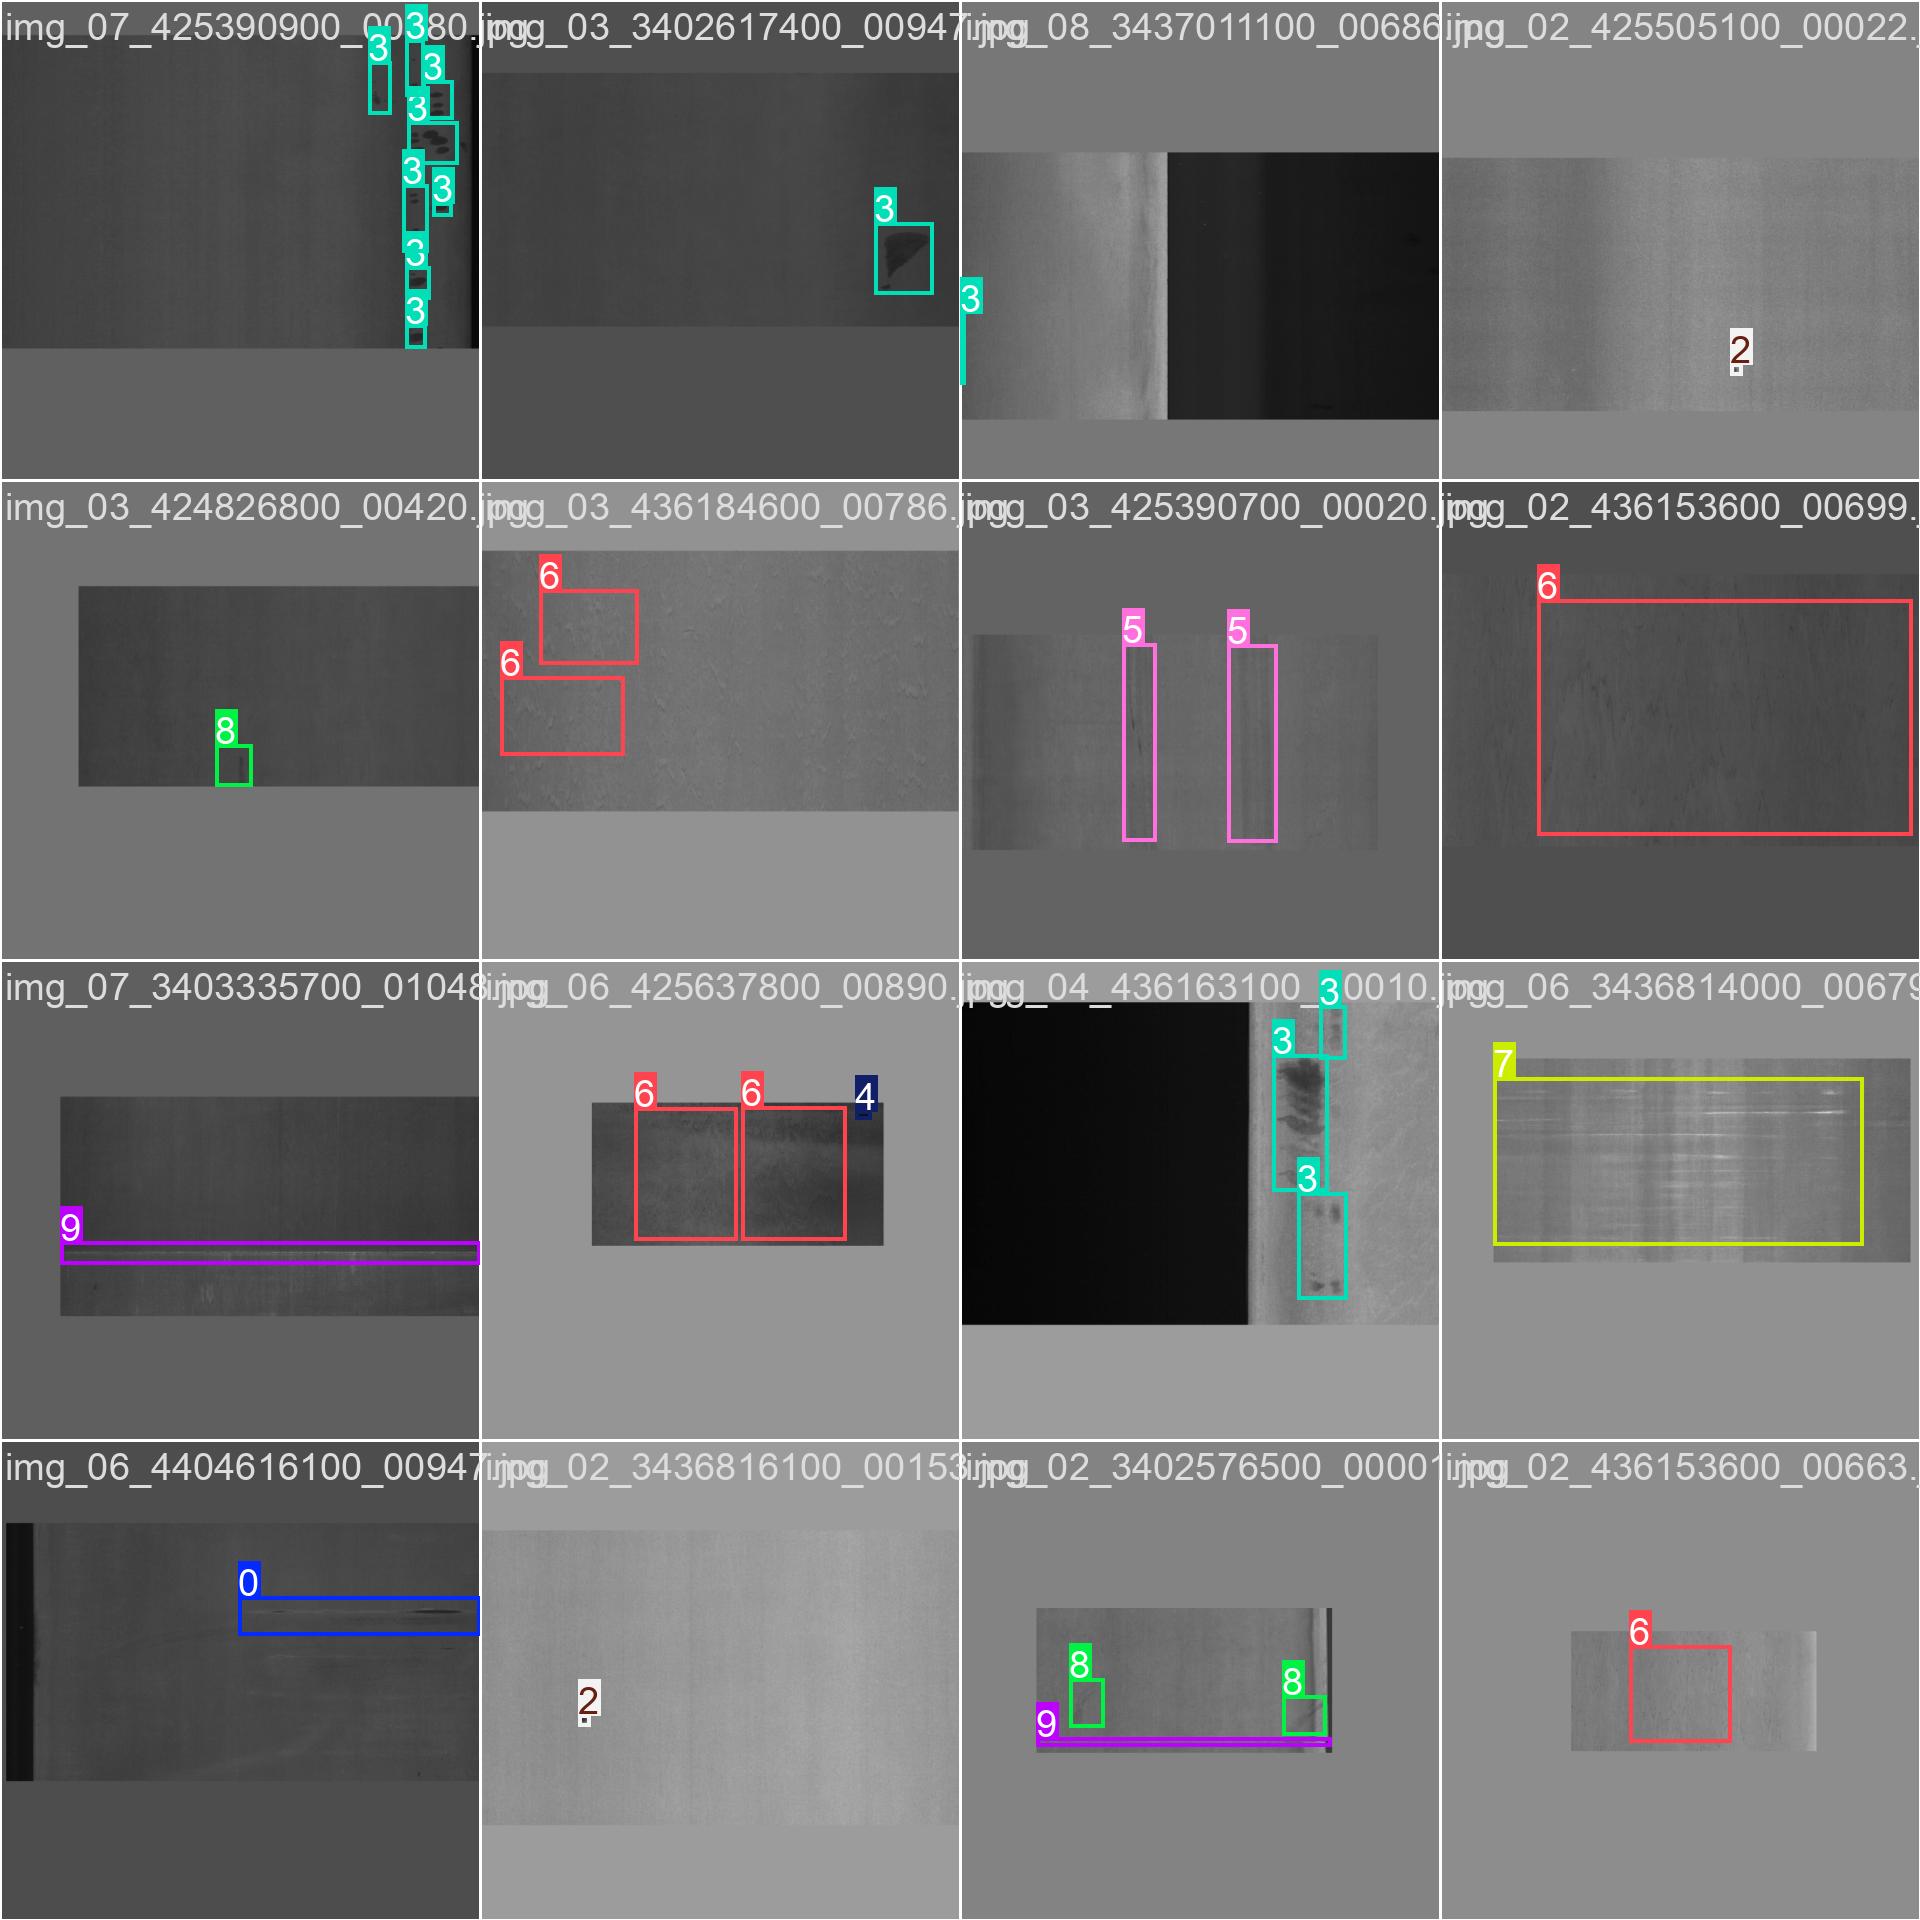 img_07_425390900_00380.jpg
img_03_3402617400_00947.jpg
img_08_3437011100_00686.jpg
img_02_425505100_00022.
3
3
3
3
3
3
3
3
3
3
2
img_03_424826800_00420.jpg
img_03_436184600_00786.jpg
img_03_425390700_00020.jpg
img_02_436153600_00699.
8
6
6
5
5
6
img_07_3403335700_01048.jpg
img_06_425637800_00890.jpg
img_04_436163100_00010.jpg
img_06_3436814000_00679
9
6
6
4
3
3
3
7
img_06_4404616100_00947.jpg
img_02_3436816100_00153.jpg
img_02_3402576500_00001.jpg
img_02_436153600_00663.
0
2
8
8
9
6